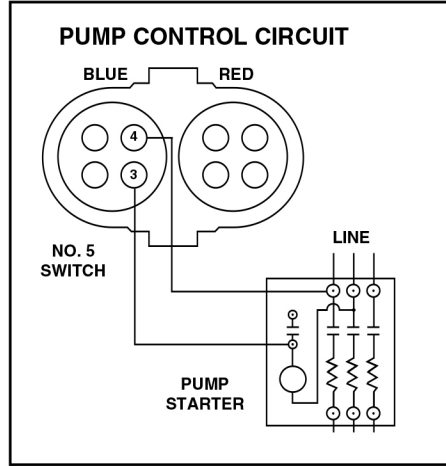 PUMP CONTROL CIRCUIT
BLUE
RED
4
3
NO. 5
SWITCH
LINE
PUMP
STARTER